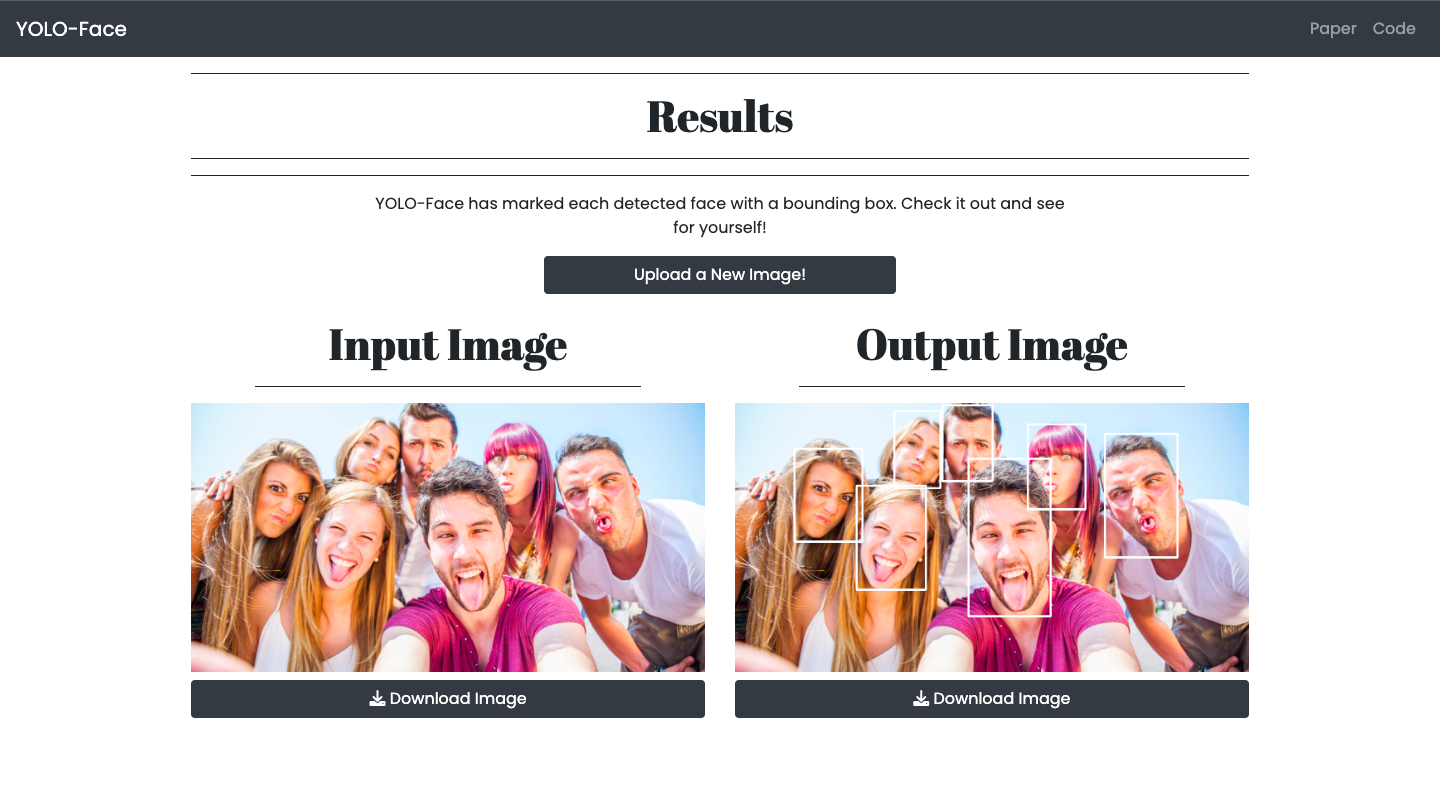 YOLO-Face
Paper
Code
Results
YOLO-Face has marked each detected face with a bounding box. Check it out and see
for yourself!
Upload a New Image!
Input Image
Output Image
Download Image
Download Image